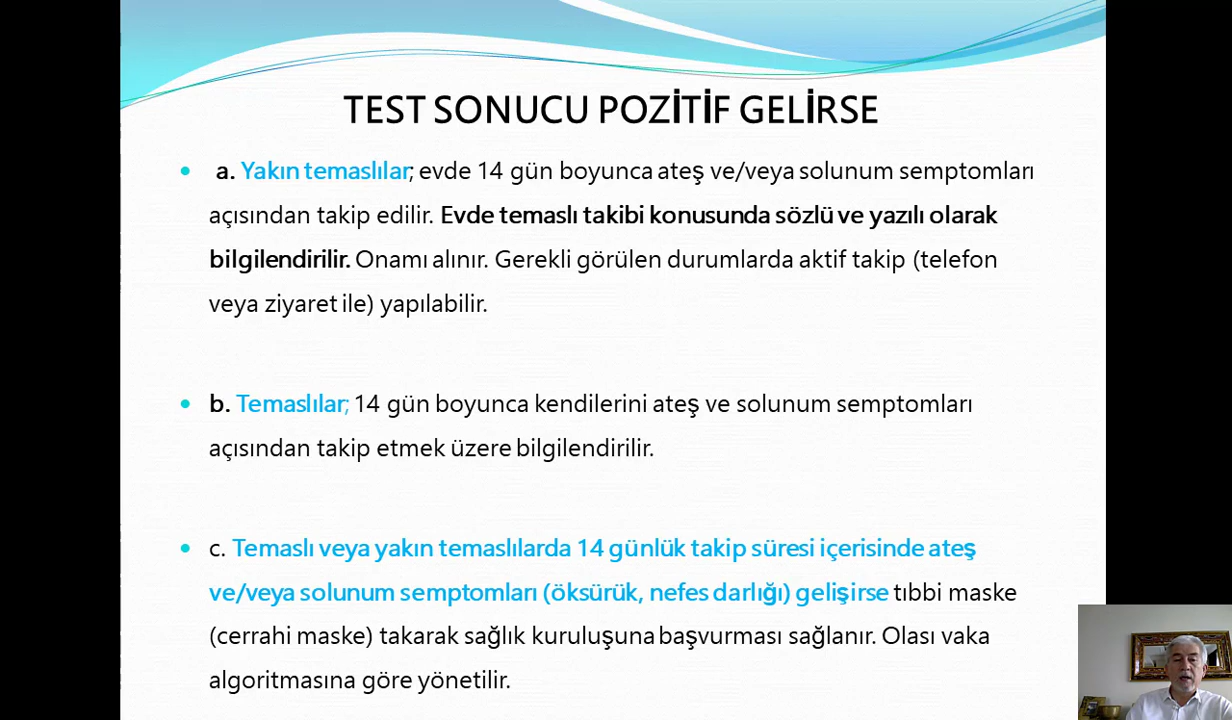 TEST SONUCU POZİTİF GELİRSE
• a. Yakın temaslılar; evde 14 gün boyunca ateş ve/veya solunum semptomları
açısından takip edilir. Evde temaslı takibi konusunda sözlü ve yazılı olarak
bilgilendirilir. Onamı alınır. Gerekli görülen durumlarda aktif takip (telefon
veya ziyaret ile) yapılabilir.
• b. Temaslılar; 14 gün boyunca kendilerini ateş ve solunum semptomları
açısından takip etmek üzere bilgilendirilir.
• c. Temaslı veya yakın temaslılarda 14 günlük takip süresi içerisinde ateş
ve/veya solunum semptomları (öksürük, nefes darlığı) gelişirse tıbbi maske
(cerrahi maske) takarak sağlık kuruluşuna başvurması sağlanır. Olası vaka
algoritmasına göre yönetilir.